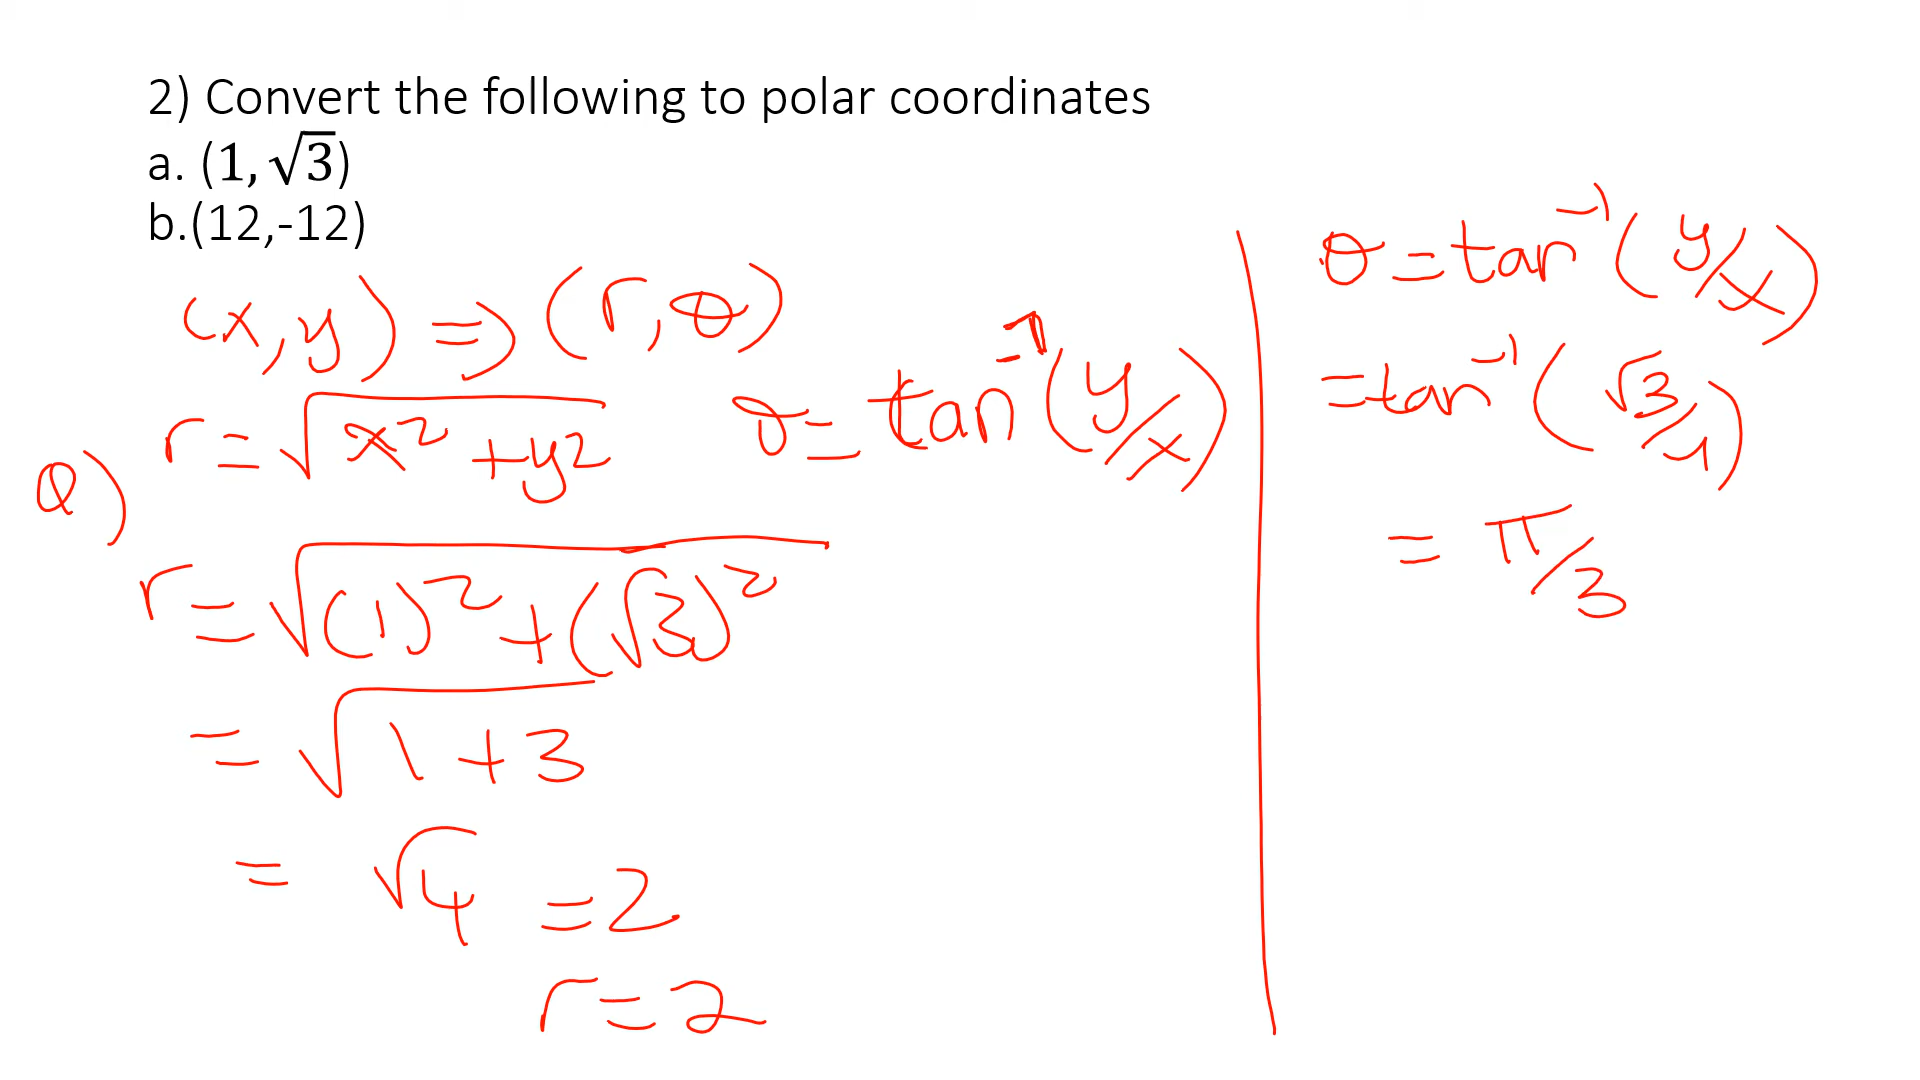 2) Convert the following to polar coordinates
a. (1, √3)
b.(12,-12)
(x, y) ⇒ (r, θ)
r = √(x² + y²)
θ = tan⁻¹(y/x)
a)
r = √((1)² + (√3)²)
= √(1 + 3)
= √4 = 2
r = 2
θ = tan⁻¹(y/x)
= tan⁻¹(√3/1)
= π/3